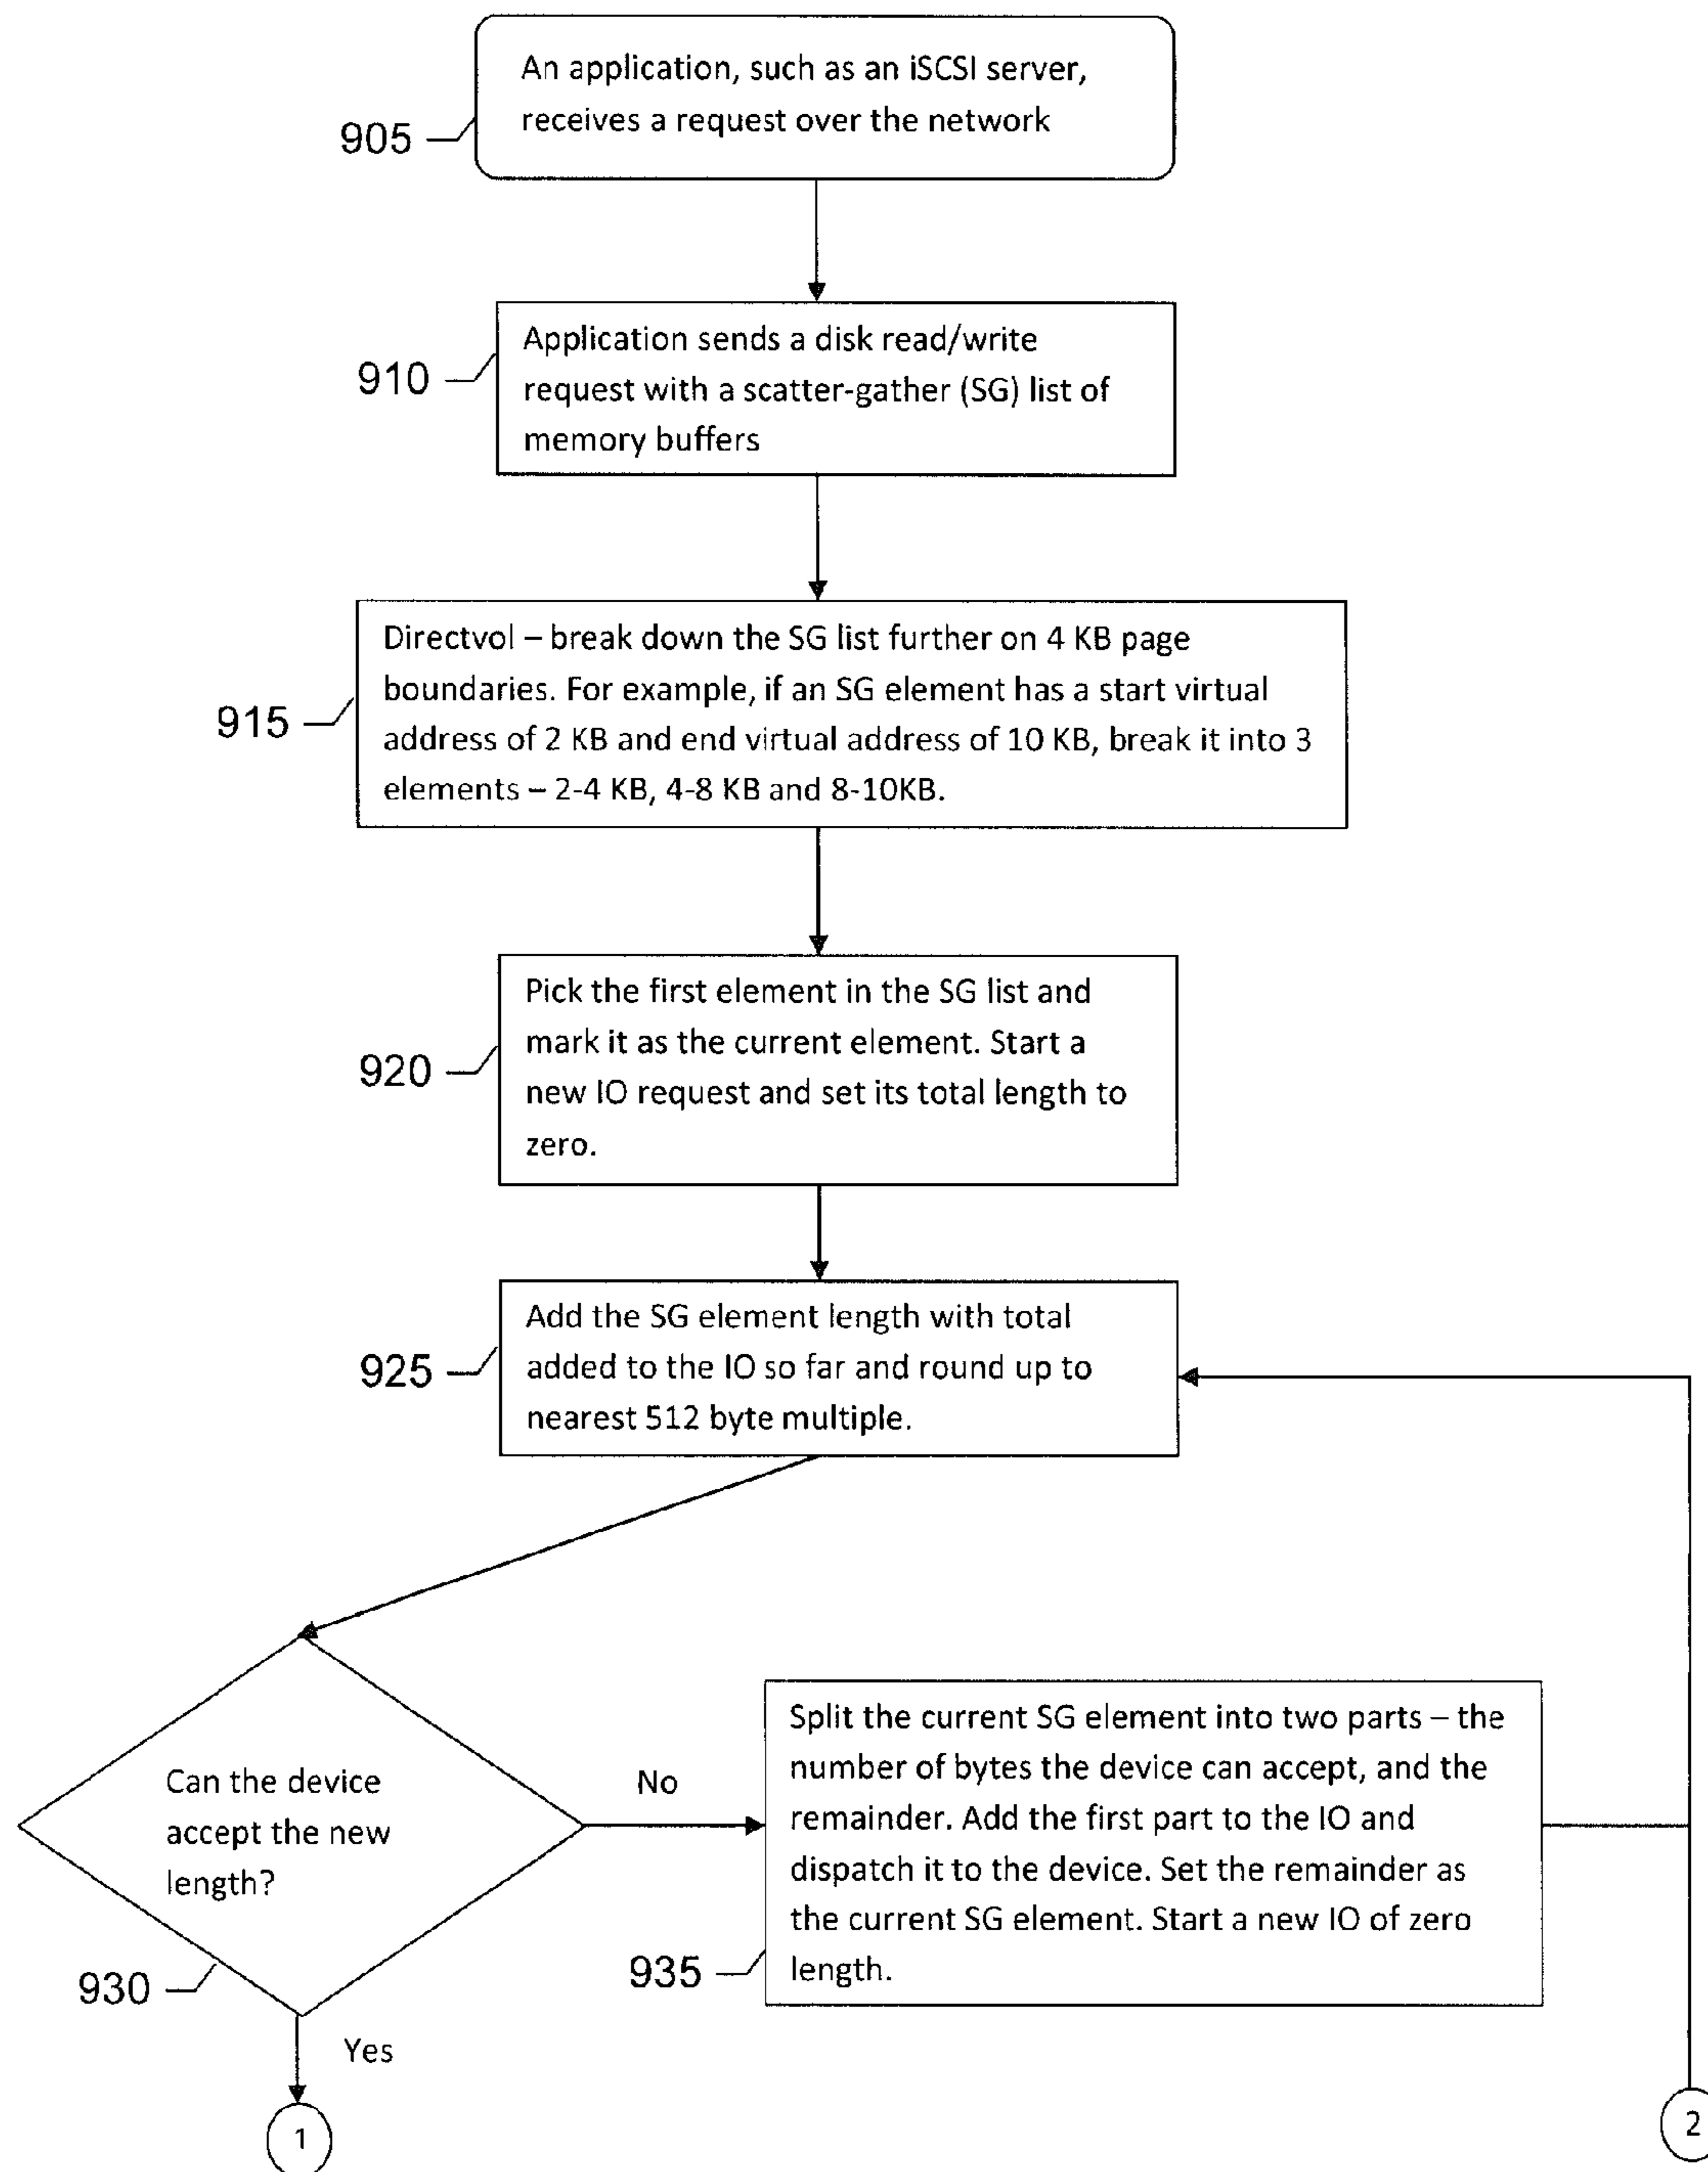 An application, such as an iSCSI server,
receives a request over the network
905
Application sends a disk read/write
request with a scatter-gather (SG) list of
memory buffers
910
Directvol – break down the SG list further on 4 KB page
boundaries. For example, if an SG element has a start virtual
address of 2 KB and end virtual address of 10 KB, break it into 3
elements – 2-4 KB, 4-8 KB and 8-10KB.
915
Pick the first element in the SG list and
mark it as the current element. Start a
new IO request and set its total length to
zero.
920
Add the SG element length with total
added to the IO so far and round up to
nearest 512 byte multiple.
925
Can the device
accept the new
length?
930
No
Split the current SG element into two parts – the
number of bytes the device can accept, and the
remainder. Add the first part to the IO and
dispatch it to the device. Set the remainder as
the current SG element. Start a new IO of zero
length.
935
Yes
1
2